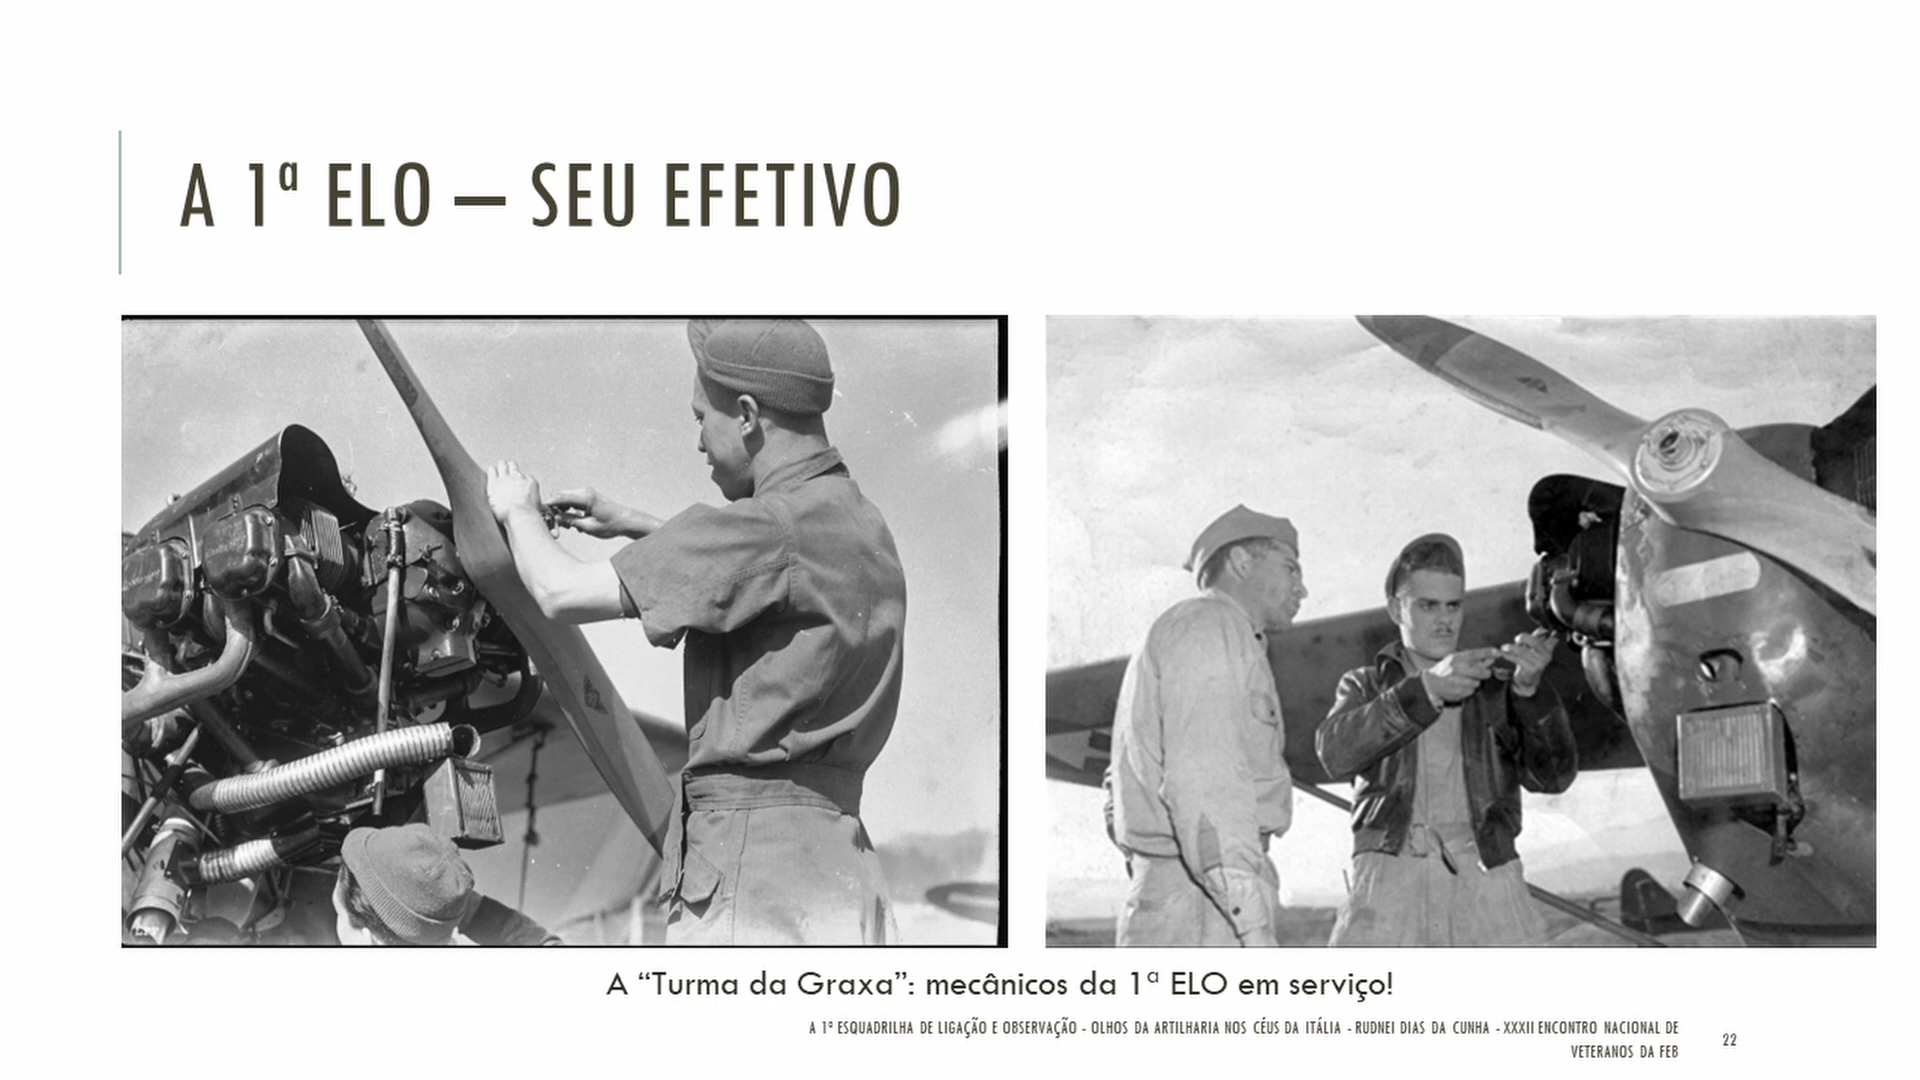 A 1ª ELO – SEU EFETIVO
A “Turma da Graxa”: mecânicos da 1ª ELO em serviço!
A 1ª ESQUADRILHA DE LIGAÇÃO E OBSERVAÇÃO - OLHOS DA ARTILHARIA NOS CÉUS DA ITÁLIA - RUDNEI DIAS DA CUNHA - XXXII ENCONTRO NACIONAL DE
VETERANOS DA FEB
22